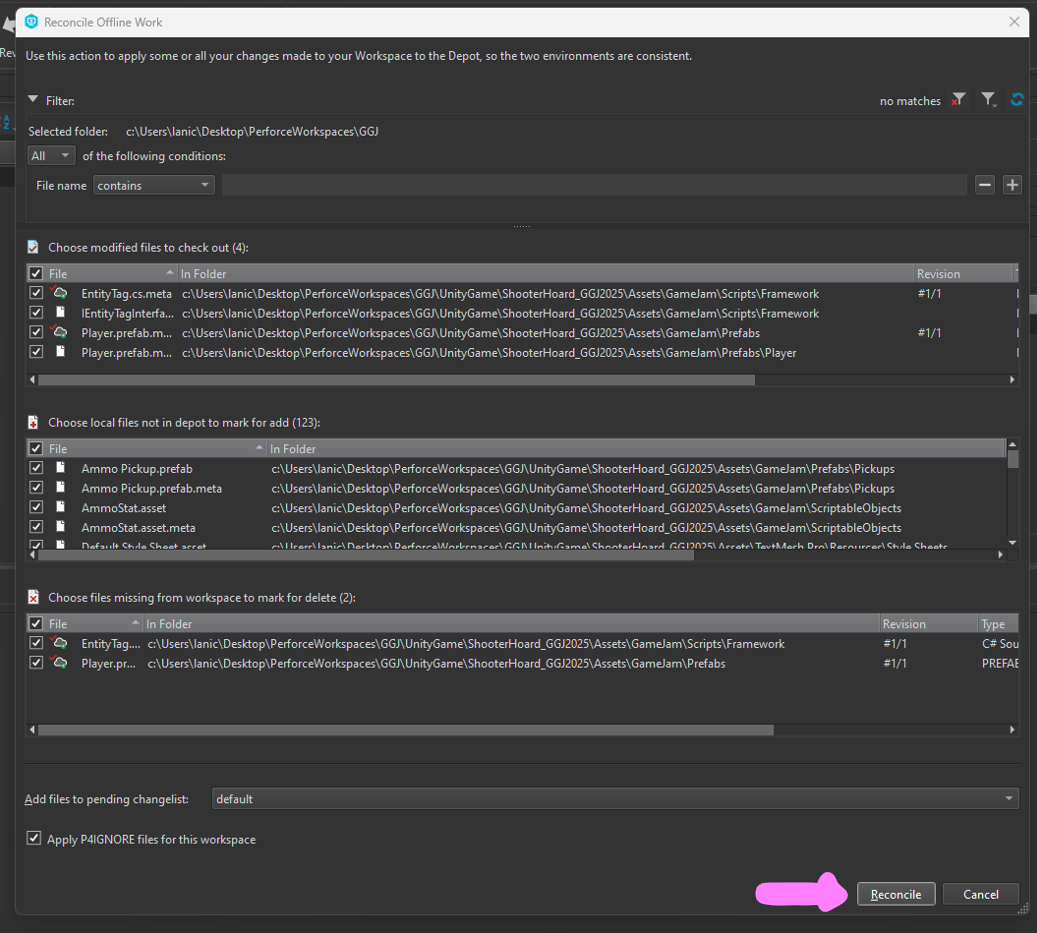 Reconcile Offline Work
Use this action to apply some or all your changes made to your Workspace to the Depot, so the two environments are consistent.
Filter:
no matches
Selected folder: c:\Users\lanic\Desktop\PerforceWorkspaces\GGJ
All of the following conditions:
File name contains
Choose modified files to check out (4):
File In Folder Revision
EntityTag.cs.meta c:\Users\lanic\Desktop\PerforceWorkspaces\GGJ\UnityGame\ShooterHoard_GGJ2025\Assets\GameJam\Scripts\Framework #1/1
IEntityTagInterfa... c:\Users\lanic\Desktop\PerforceWorkspaces\GGJ\UnityGame\ShooterHoard_GGJ2025\Assets\GameJam\Scripts\Framework
Player.prefab.m... c:\Users\lanic\Desktop\PerforceWorkspaces\GGJ\UnityGame\ShooterHoard_GGJ2025\Assets\GameJam\Prefabs #1/1
Player.prefab.m... c:\Users\lanic\Desktop\PerforceWorkspaces\GGJ\UnityGame\ShooterHoard_GGJ2025\Assets\GameJam\Prefabs\Player
Choose local files not in depot to mark for add (123):
File In Folder
Ammo Pickup.prefab c:\Users\lanic\Desktop\PerforceWorkspaces\GGJ\UnityGame\ShooterHoard_GGJ2025\Assets\GameJam\Prefabs\Pickups
Ammo Pickup.prefab.meta c:\Users\lanic\Desktop\PerforceWorkspaces\GGJ\UnityGame\ShooterHoard_GGJ2025\Assets\GameJam\Prefabs\Pickups
AmmoStat.asset c:\Users\lanic\Desktop\PerforceWorkspaces\GGJ\UnityGame\ShooterHoard_GGJ2025\Assets\GameJam\ScriptableObjects
AmmoStat.asset.meta c:\Users\lanic\Desktop\PerforceWorkspaces\GGJ\UnityGame\ShooterHoard_GGJ2025\Assets\GameJam\ScriptableObjects
Default Style Sheet.asset c:\Users\lanic\Desktop\PerforceWorkspaces\GGJ\UnityGame\ShooterHoard_GGJ2025\Assets\TextMesh Pro\Resources\Style Sheets
Choose files missing from workspace to mark for delete (2):
File In Folder Revision Type
EntityTag.... c:\Users\lanic\Desktop\PerforceWorkspaces\GGJ\UnityGame\ShooterHoard_GGJ2025\Assets\GameJam\Scripts\Framework #1/1 C# Sou
Player.pr... c:\Users\lanic\Desktop\PerforceWorkspaces\GGJ\UnityGame\ShooterHoard_GGJ2025\Assets\GameJam\Prefabs #1/1 PREFAB
Add files to pending changelist: default
Apply P4IGNORE files for this workspace
Reconcile Cancel